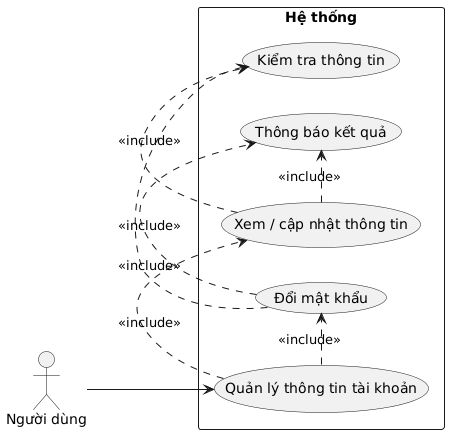 Hệ thống
Kiểm tra thông tin
«include»
Thông báo kết quả
«include»
Xem / cập nhật thông tin
«include»
«include»
Đổi mật khẩu
«include»
«include»
Quản lý thông tin tài khoản
Người dùng